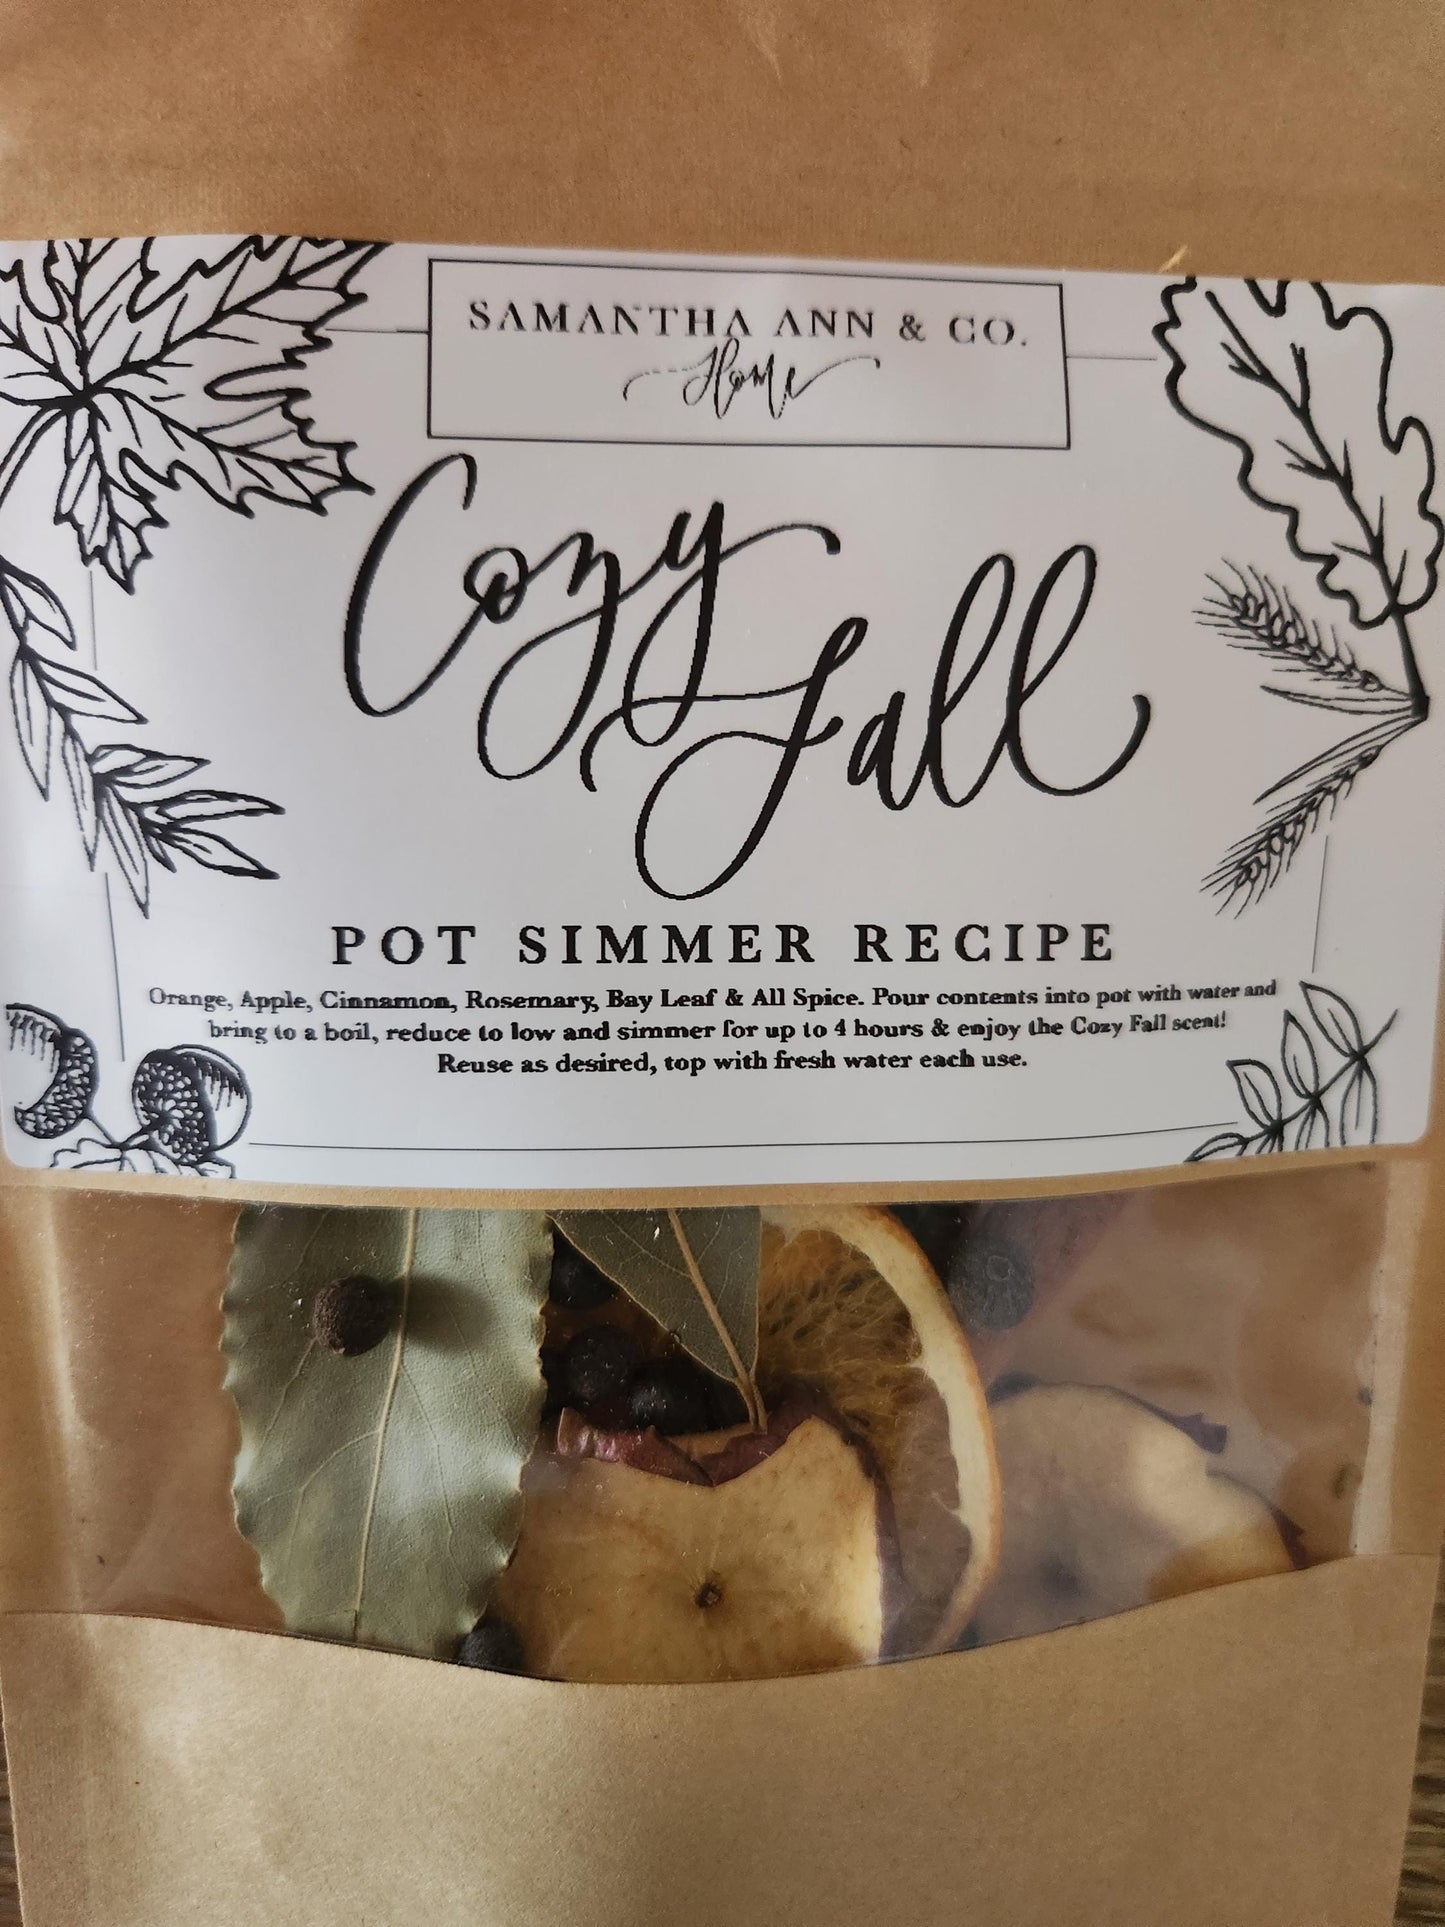 SAMANTHA ANN & CO.
Home
Cozy
Fall
POT SIMMER RECIPE
Orange, Apple, Cinnamon, Rosemary, Bay Leaf & All Spice. Pour contents into pot with water and
bring to a boil, reduce to low and simmer for up to 4 hours & enjoy the Cozy Fall scent!
Reuse as desired, top with fresh water each use.